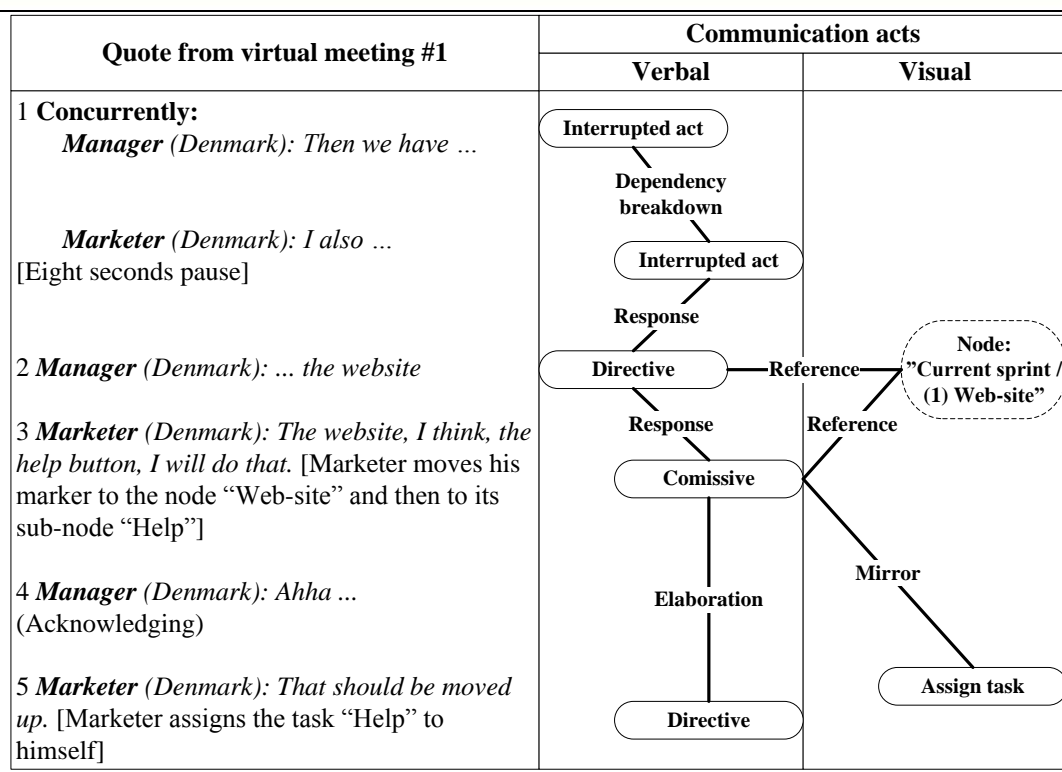 Quote from virtual meeting #1
Communication acts
Verbal
Visual
1 Concurrently:
Manager (Denmark): Then we have …
Marketer (Denmark): I also …
[Eight seconds pause]
2 Manager (Denmark): ... the website
3 Marketer (Denmark): The website, I think, the
help button, I will do that. [Marketer moves his
marker to the node “Web-site” and then to its
sub-node “Help”]
4 Manager (Denmark): Ahha ...
(Acknowledging)
5 Marketer (Denmark): That should be moved
up. [Marketer assigns the task “Help” to
himself]
Interrupted act
Dependency
breakdown
Interrupted act
Response
Directive
Reference
Node:
”Current sprint /
(1) Web-site”
Response
Reference
Comissive
Mirror
Elaboration
Assign task
Directive